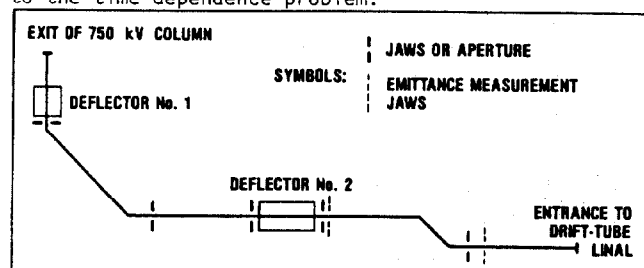 to the time dependence problem.
EXIT OF 750 kV COLUMN
JAWS OR APERTURE
SYMBOLS:
EMITTANCE MEASUREMENT
JAWS
DEFLECTOR No. 1
DEFLECTOR No. 2
ENTRANCE TO
DRIFT-TUBE
LINAL